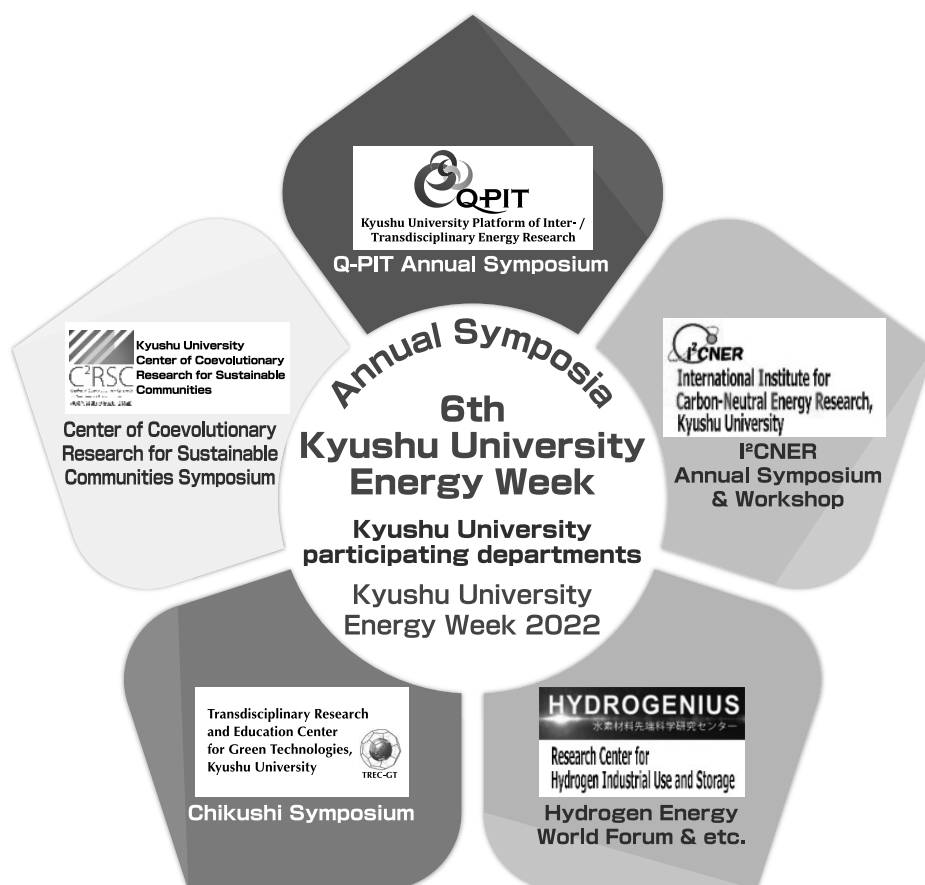 Q-PIT
Kyushu University Platform of Inter- /
Transdisciplinary Energy Research
Q-PIT Annual Symposium
Kyushu University
Center of Coevolutionary
Research for Sustainable
Communities
C²RSC
Center of Coevolutionary
Research for Sustainable
Communities Symposium
Annual Symposia
6th
Kyushu University
Energy Week
Kyushu University
participating departments
Kyushu University
Energy Week 2022
I²CNER
International Institute for
Carbon-Neutral Energy Research,
Kyushu University
I²CNER
Annual Symposium
& Workshop
Transdisciplinary Research
and Education Center
for Green Technologies,
Kyushu University
TREC-GT
Chikushi Symposium
HYDROGENIUS
水素材料先端科学研究センター
Research Center for
Hydrogen Industrial Use and Storage
Hydrogen Energy
World Forum & etc.